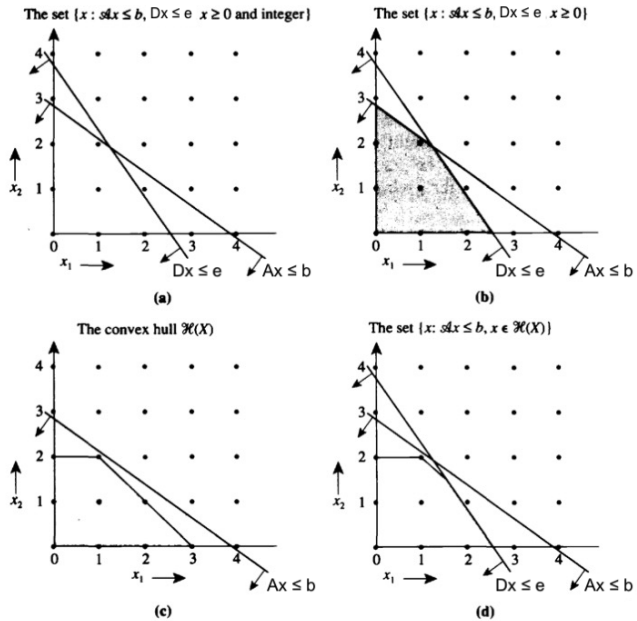 The set {x : 𝒜x ≤ b, Dx ≤ e x ≥ 0 and integer}
4
3
2
1
x₂
0 1 2 3 4
x₁
Dx ≤ e
Ax ≤ b
(a)
The set {x : 𝒜x ≤ b, Dx ≤ e x ≥ 0}
4
3
2
1
x₂
0 1 2 3 4
x₁
Dx ≤ e
Ax ≤ b
(b)
The convex hull ℋ(X)
4
3
2
1
x₂
0 1 2 3 4
x₁
Ax ≤ b
(c)
The set {x: 𝒜x ≤ b, x ϵ ℋ(X)}
4
3
2
1
x₂
0 1 2 3 4
x₁
Dx ≤ e
Ax ≤ b
(d)